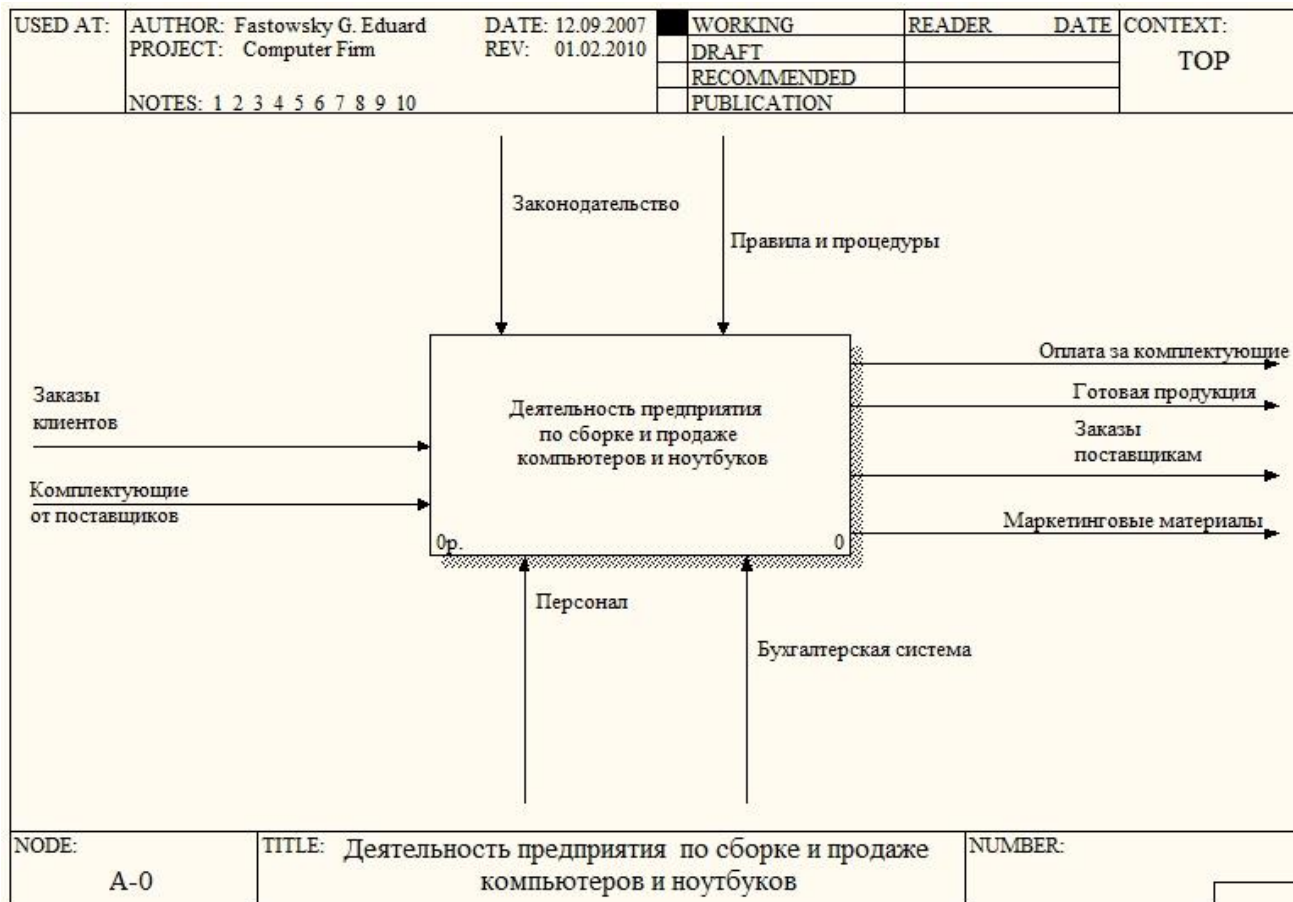 USED AT:
AUTHOR: Fastowsky G. Eduard
DATE: 12.09.2007
PROJECT: Computer Firm
REV: 01.02.2010
NOTES: 1 2 3 4 5 6 7 8 9 10
WORKING
DRAFT
RECOMMENDED
PUBLICATION
READER DATE
CONTEXT:
TOP
Законодательство
Правила и процедуры
Заказы
клиентов
Комплектующие
от поставщиков
Деятельность предприятия
по сборке и продаже
компьютеров и ноутбуков
0р. 0
Оплата за комплектующие
Готовая продукция
Заказы
поставщикам
Маркетинговые материалы
Персонал
Бухгалтерская система
NODE:
A-0
TITLE: Деятельность предприятия по сборке и продаже
компьютеров и ноутбуков
NUMBER: